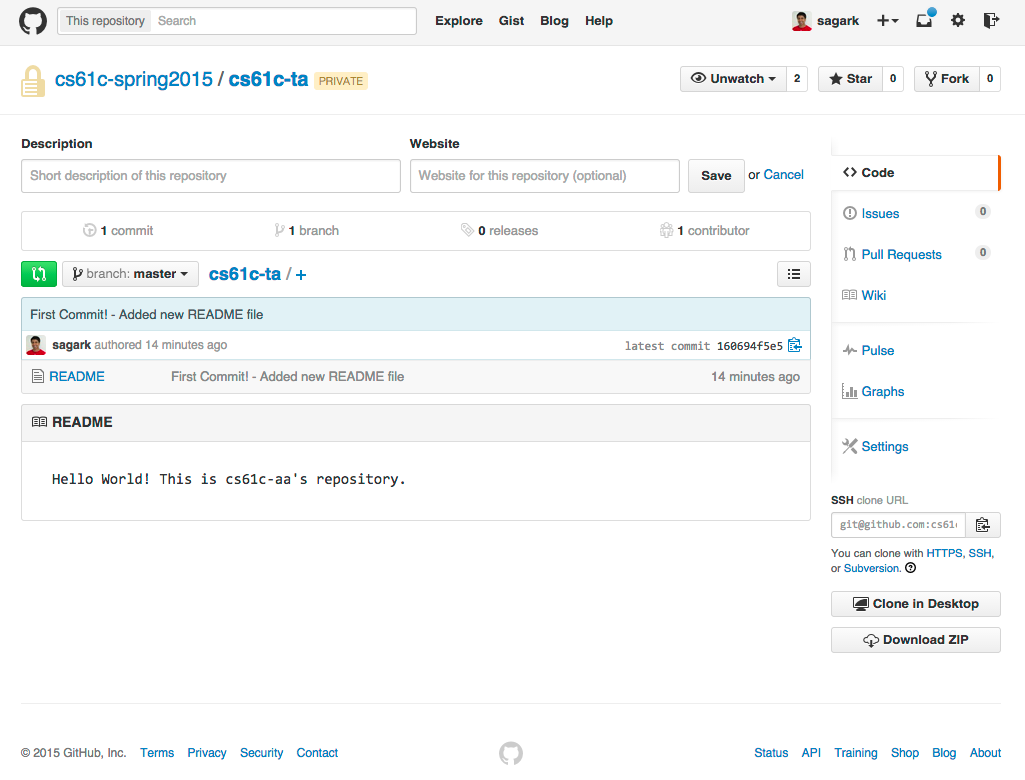 This repository Search Explore Gist Blog Help sagark
cs61c-spring2015 / cs61c-ta PRIVATE Unwatch 2 Star 0 Fork 0
Description Website
Short description of this repository Website for this repository (optional) Save or Cancel
1 commit 1 branch 0 releases 1 contributor
branch: master cs61c-ta / +
First Commit! - Added new README file
sagark authored 14 minutes ago latest commit 160694f5e5
README First Commit! - Added new README file 14 minutes ago
README
Hello World! This is cs61c-aa's repository.
Code
Issues 0
Pull Requests 0
Wiki
Pulse
Graphs
Settings
SSH clone URL
git@github.com:cs61
You can clone with HTTPS, SSH,
or Subversion.
Clone in Desktop
Download ZIP
© 2015 GitHub, Inc. Terms Privacy Security Contact Status API Training Shop Blog About